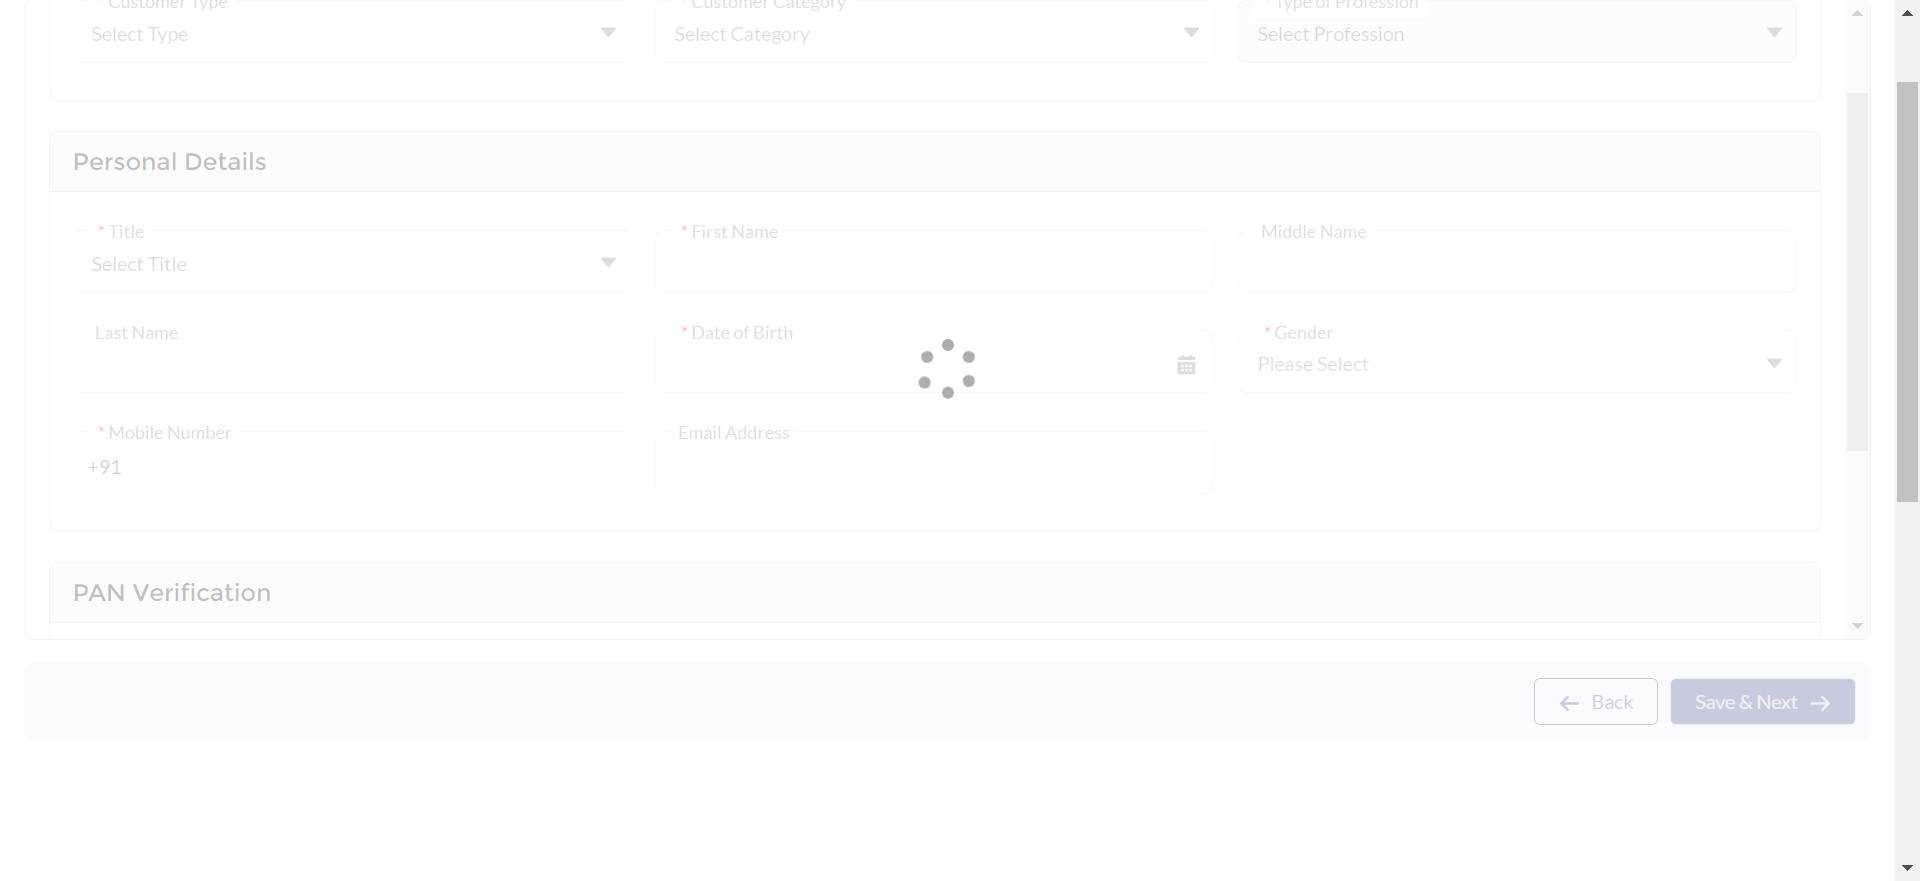 * Customer Type * Customer Category * Type of Profession
Select Type Select Category Select Profession
Personal Details
* Title * First Name Middle Name
Select Title
Last Name * Date of Birth * Gender
Please Select
* Mobile Number Email Address
+91
PAN Verification
Back Save & Next